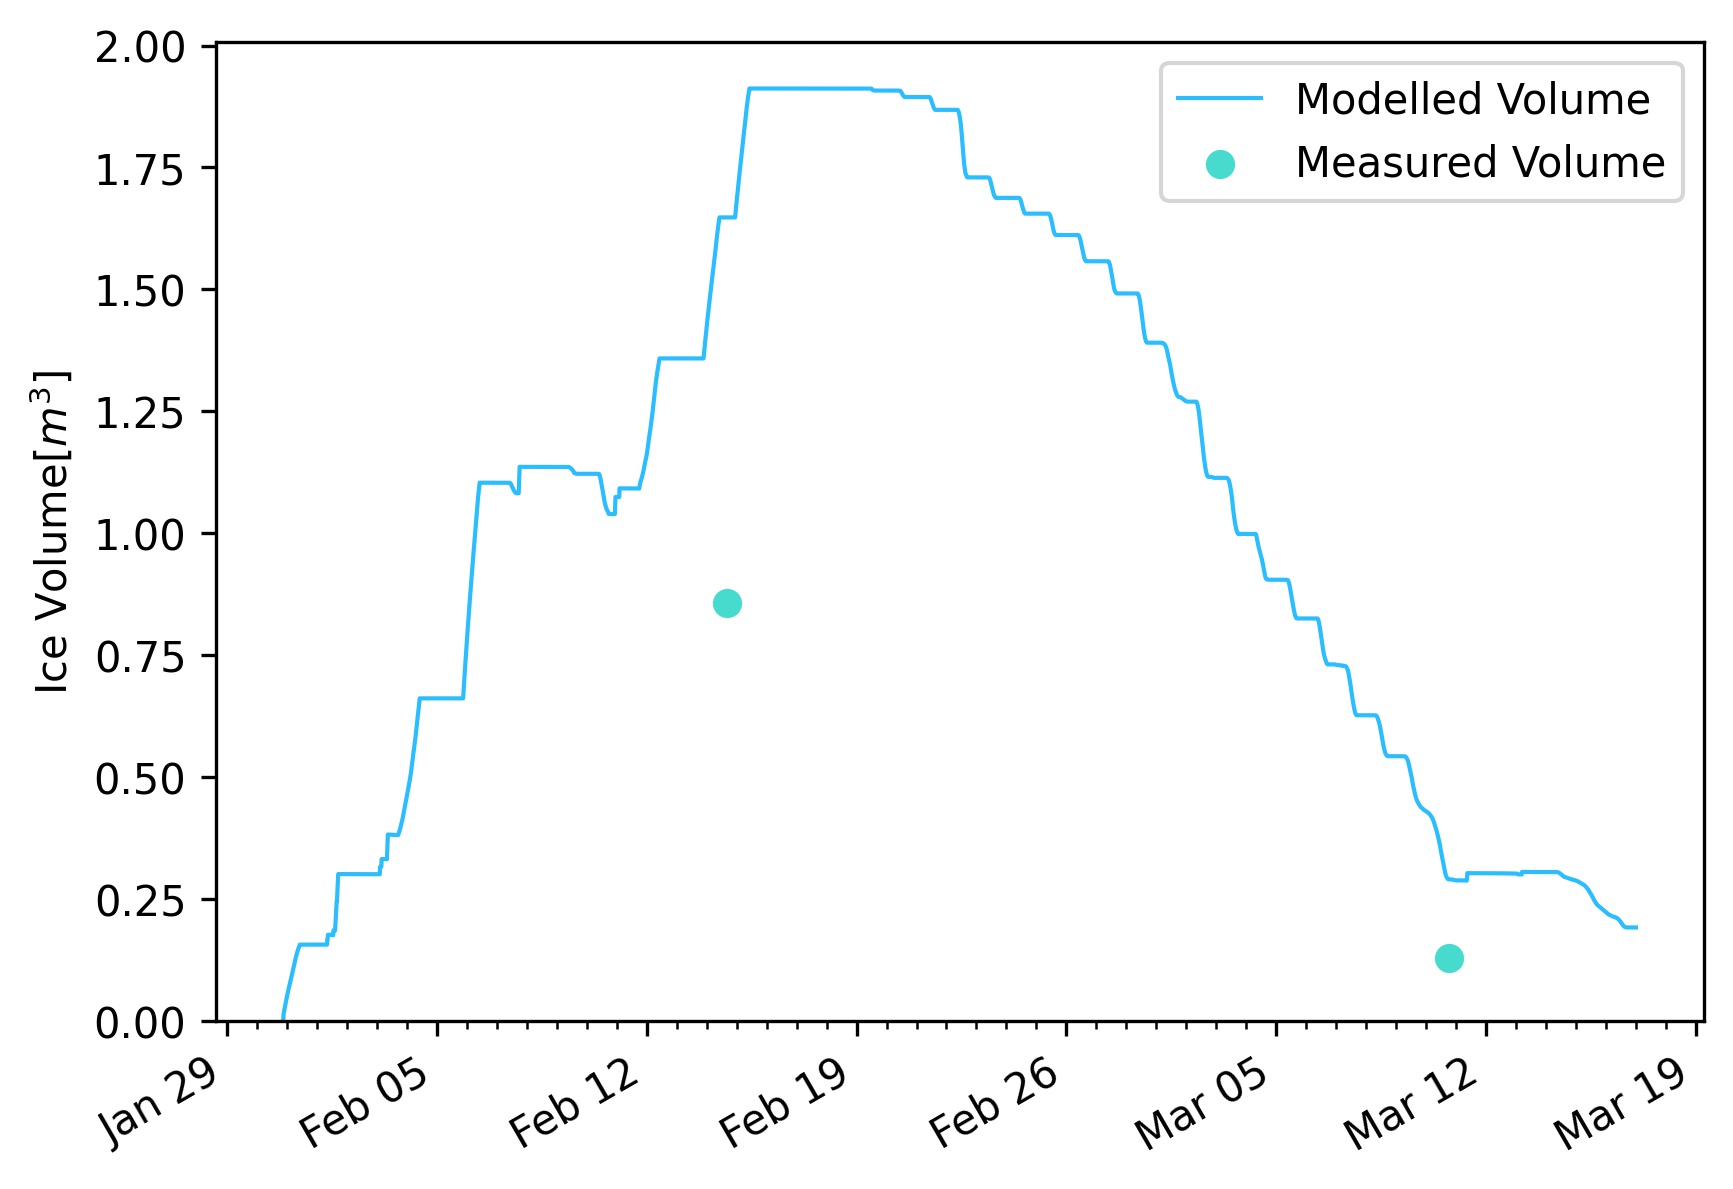 2.00
1.75
1.50
1.25
1.00
0.75
0.50
0.25
0.00
Ice Volume[m³]
Modelled Volume
Measured Volume
Jan 29
Feb 05
Feb 12
Feb 19
Feb 26
Mar 05
Mar 12
Mar 19